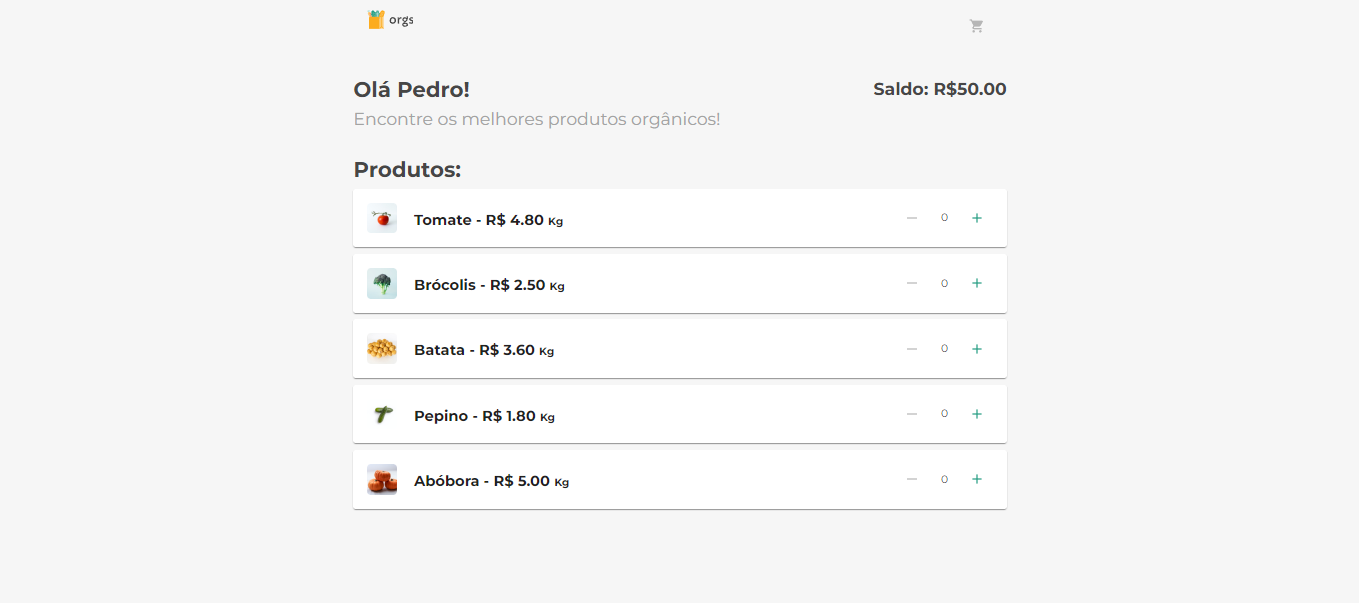 orgs
Olá Pedro!
Saldo: R$50.00
Encontre os melhores produtos orgânicos!
Produtos:
Tomate - R$ 4.80 Kg
0
Brócolis - R$ 2.50 Kg
0
Batata - R$ 3.60 Kg
0
Pepino - R$ 1.80 Kg
0
Abóbora - R$ 5.00 Kg
0